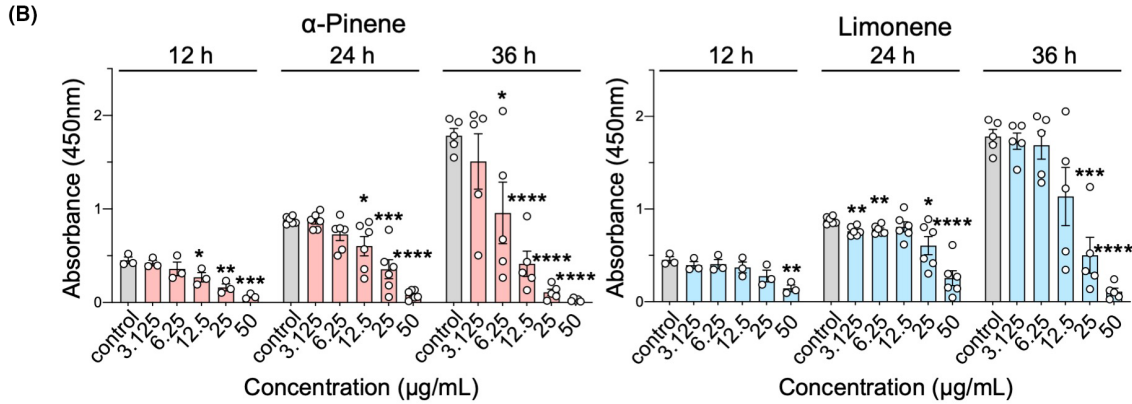 (B)
α-Pinene
12 h 24 h 36 h
Absorbance (450nm)
2
1
0
* ** *** * *** **** * **** **** ****
control 3.125 6.25 12.5 25 50 control 3.125 6.25 12.5 25 50 control 3.125 6.25 12.5 25 50
Concentration (µg/mL)
Limonene
12 h 24 h 36 h
Absorbance (450nm)
2
1
0
** ** ** * **** *** ****
control 3.125 6.25 12.5 25 50 control 3.125 6.25 12.5 25 50 control 3.125 6.25 12.5 25 50
Concentration (µg/mL)